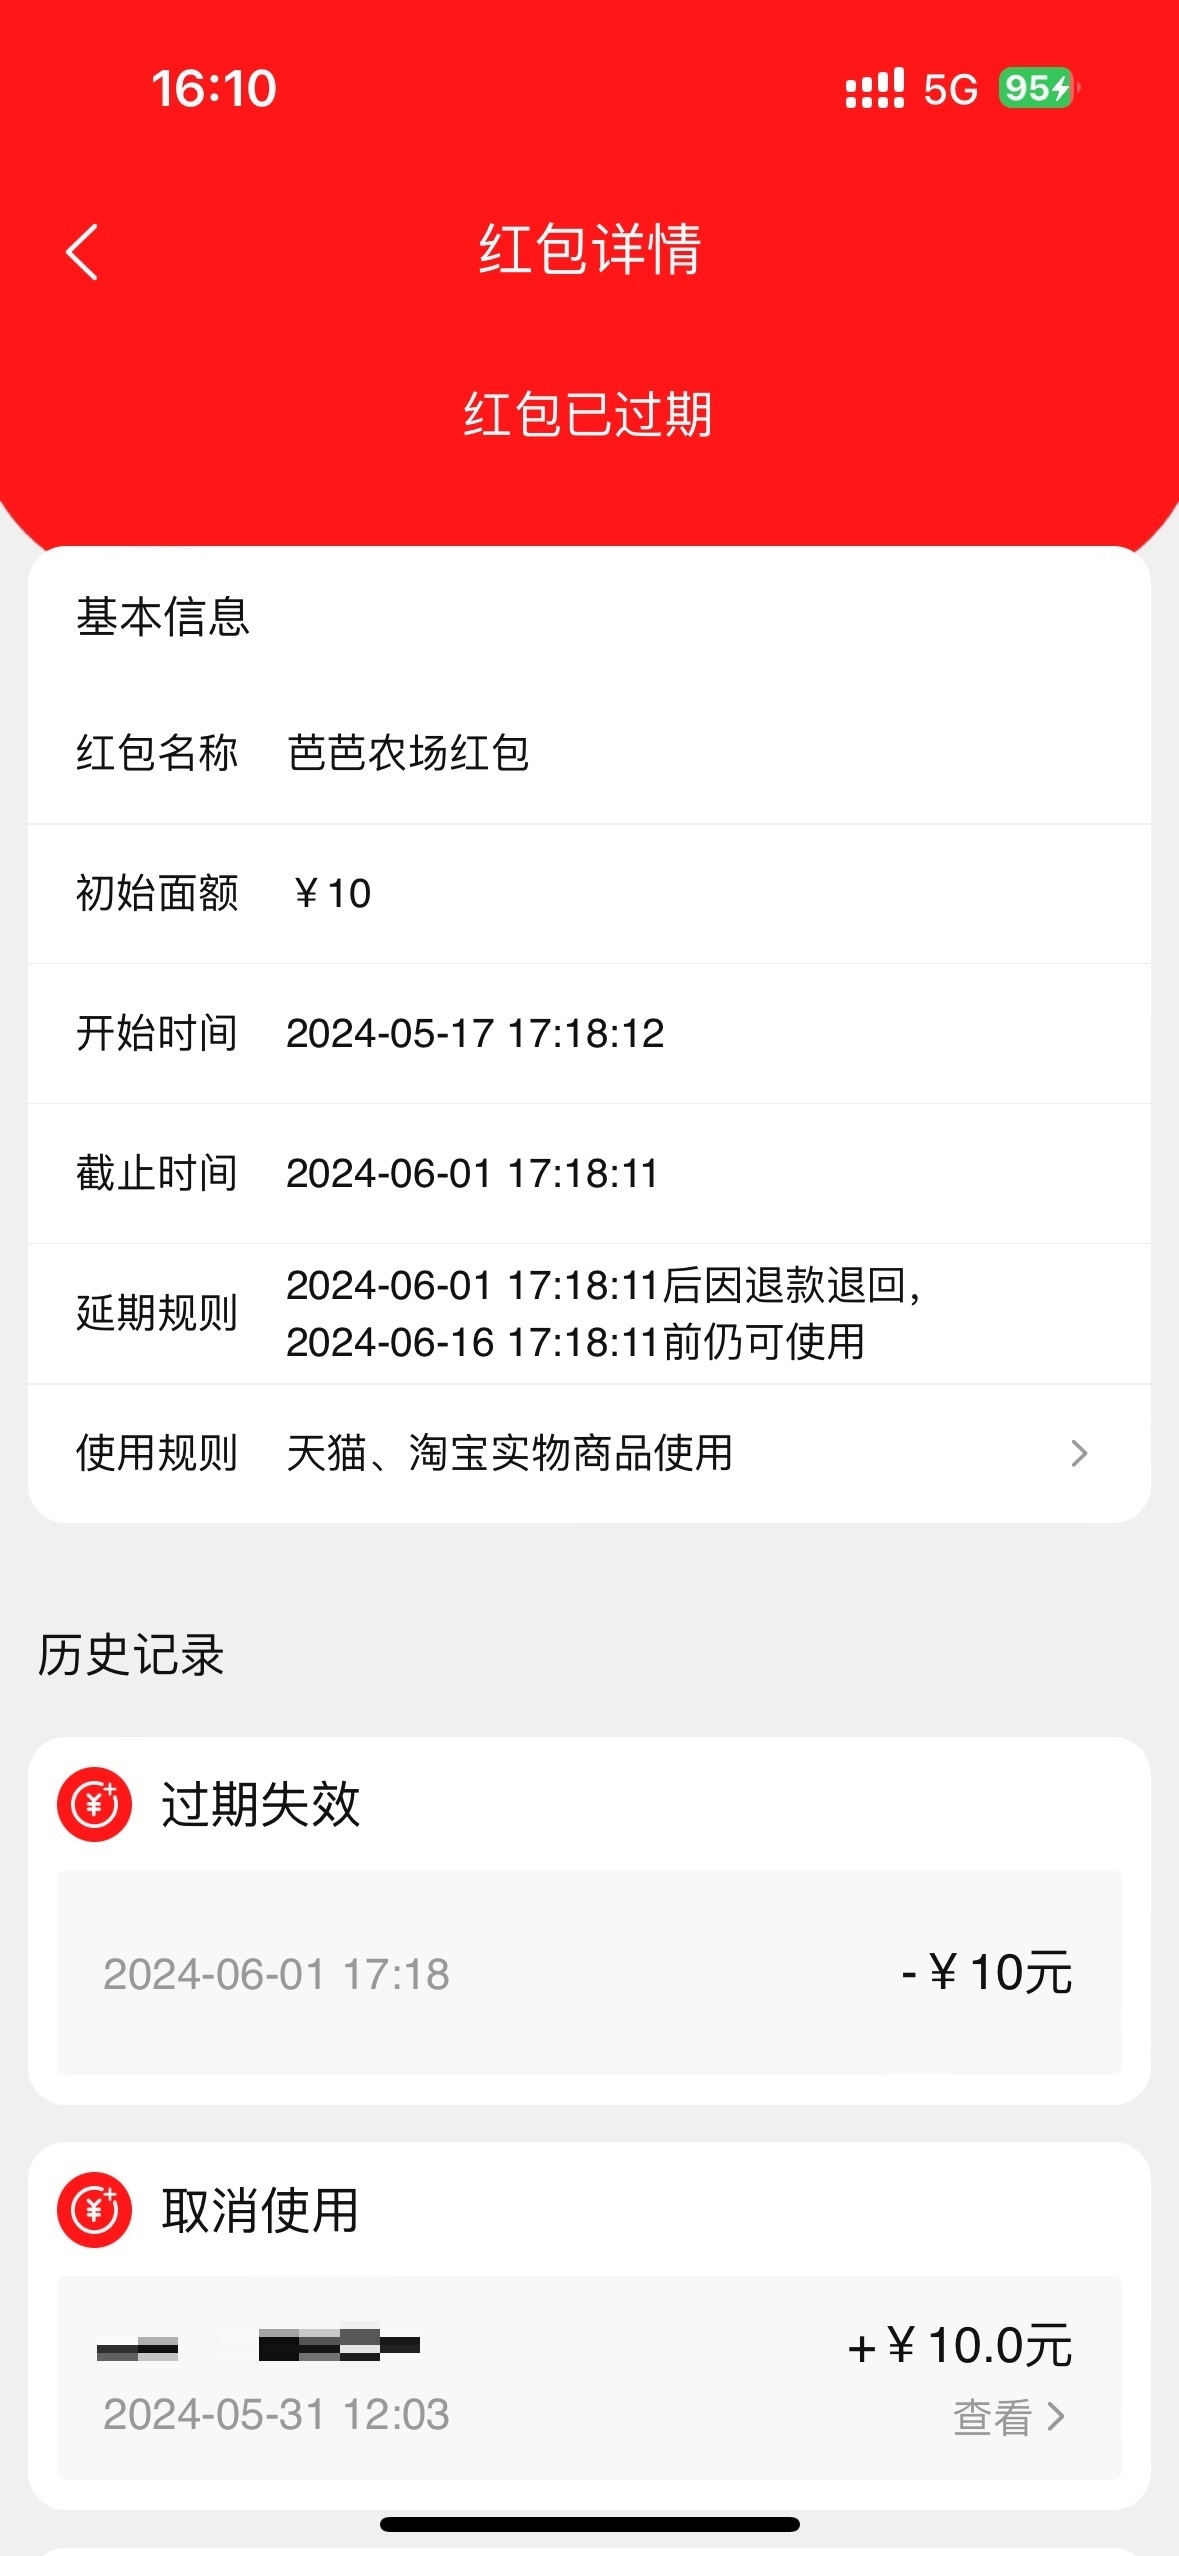 16:10
5G 95
红包详情
红包已过期
基本信息
红包名称 芭芭农场红包
初始面额 ￥10
开始时间 2024-05-17 17:18:12
截止时间 2024-06-01 17:18:11
延期规则 2024-06-01 17:18:11后因退款退回，
2024-06-16 17:18:11前仍可使用
使用规则 天猫、淘宝实物商品使用
历史记录
过期失效
2024-06-01 17:18 -￥10元
取消使用
+￥10.0元
2024-05-31 12:03 查看